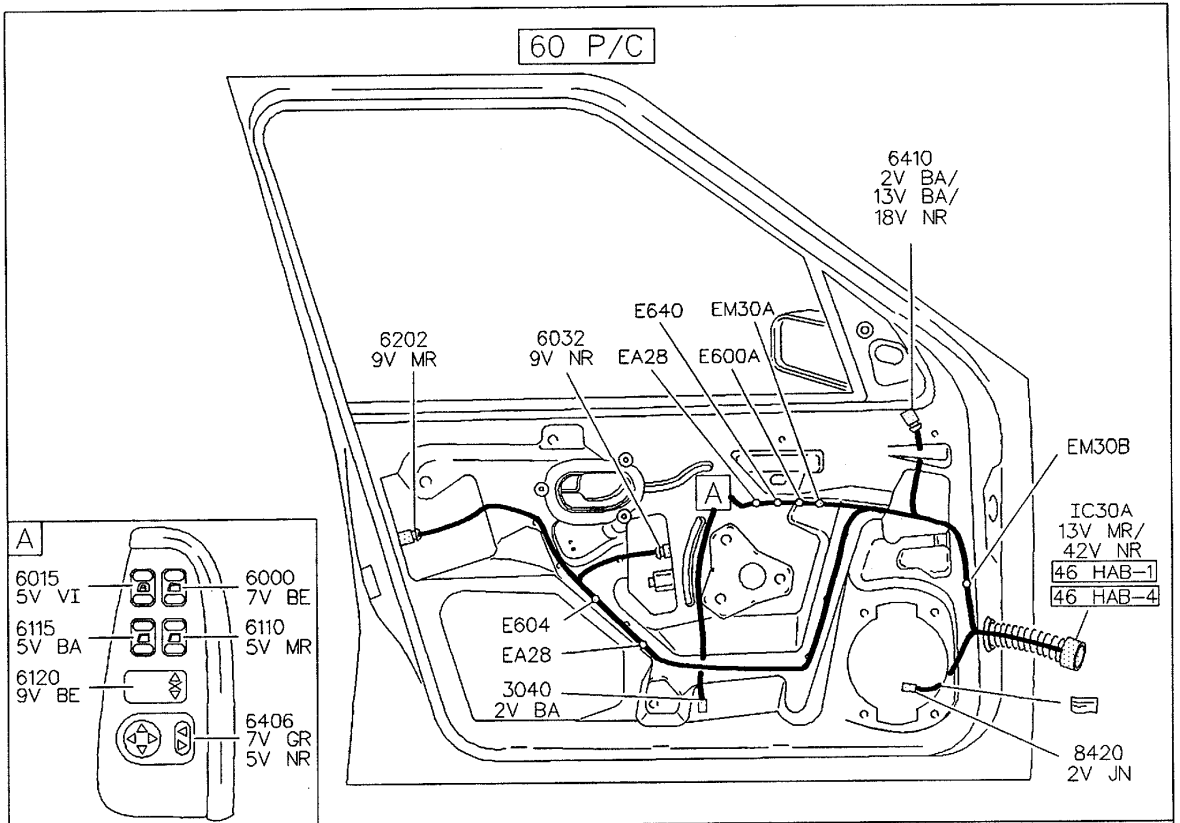 60 P/C
6410
2V BA/
13V BA/
18V NR
E640
EM30A
6202
9V MR
6032
9V NR
EA28
E600A
EM30B
A
IC30A
13V MR/
42V NR
46 HAB-1
46 HAB-4
E604
EA28
3040
2V BA
8420
2V JN
A
6015
5V VI
6000
7V BE
6115
5V BA
6110
5V MR
6120
9V BE
6406
7V GR
5V NR